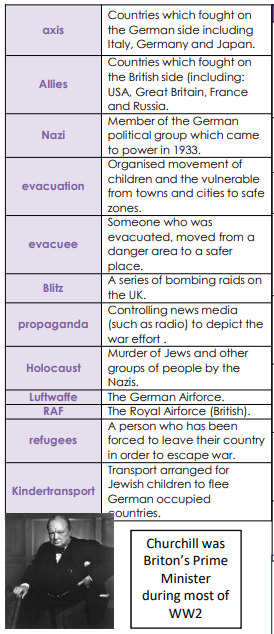 axis
Countries which fought on
the German side including
Italy, Germany and Japan.
Allies
Countries which fought on
the British side (including:
USA, Great Britain, France
and Russia.
Nazi
Member of the German
political group which came
to power in 1933.
evacuation
Organised movement of
children and the vulnerable
from towns and cities to safe
zones.
evacuee
Someone who was
evacuated, moved from a
danger area to a safer
place.
Blitz
A series of bombing raids on
the UK.
propaganda
Controlling news media
(such as radio) to depict the
war effort .
Holocaust
Murder of Jews and other
groups of people by the
Nazis.
Luftwaffe
The German Airforce.
RAF
The Royal Airforce (British).
refugees
A person who has been
forced to leave their country
in order to escape war.
Kindertransport
Transport arranged for
Jewish children to flee
German occupied
countries.
Churchill was
Briton’s Prime
Minister
during most of
WW2